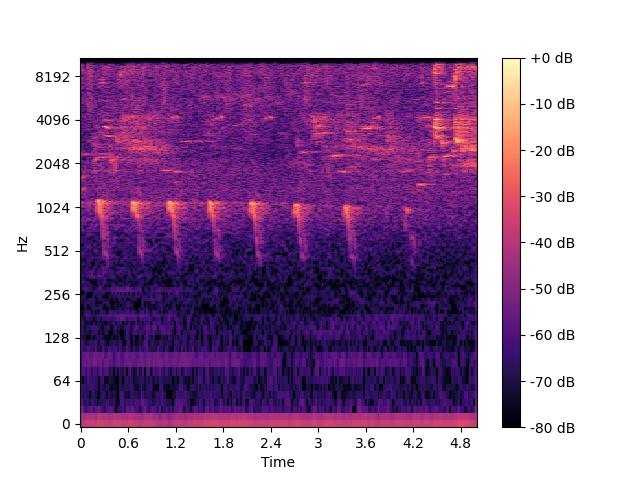 8192
4096
2048
1024
512
256
128
64
0
Hz
0 0.6 1.2 1.8 2.4 3 3.6 4.2 4.8
Time
+0 dB
-10 dB
-20 dB
-30 dB
-40 dB
-50 dB
-60 dB
-70 dB
-80 dB